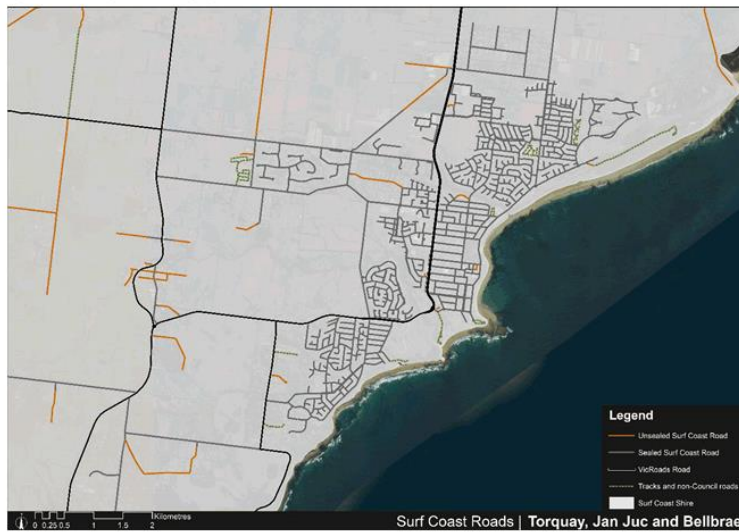 Legend
Unsealed Surf Coast Road
Sealed Surf Coast Road
VicRoads Road
Tracks and non-Council roads
Surf Coast Shire
Kilometres
0 0.25 0.5 1 1.5 2
Surf Coast Roads | Torquay, Jan Juc and Bellbrae